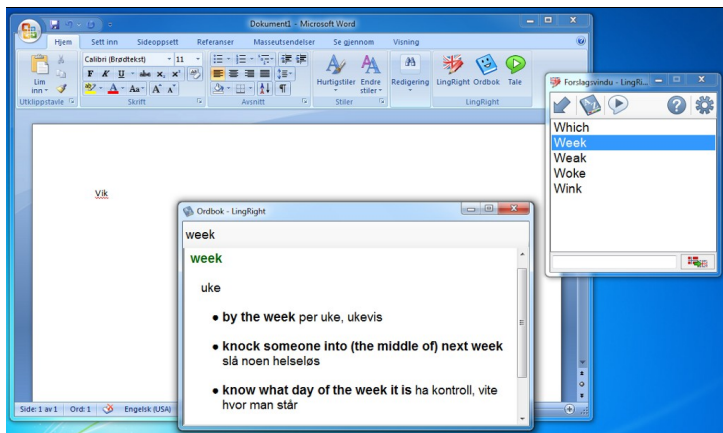 Dokument1 - Microsoft Word
Hjem Sett inn Sideoppsett Referanser Masseutsendelser Se gjennom Visning
Calibri (Brødtekst) 11
Lim inn
F K U abe x, x²
Aa A A
Hurtigstiler Endre stiler Redigering LingRight Ordbok Tale
Utklippstavle Skrift Avsnitt Stiler LingRight
Vik
Forslagsvindu - LingRi...
Which
Week
Weak
Woke
Wink
Ordbok - LingRight
week
week
uke
● by the week per uke, ukevis
● knock someone into (the middle of) next week
slå noen helseløs
● know what day of the week it is ha kontroll, vite
hvor man står
Side: 1 av 1 Ord: 1 Engelsk (USA)